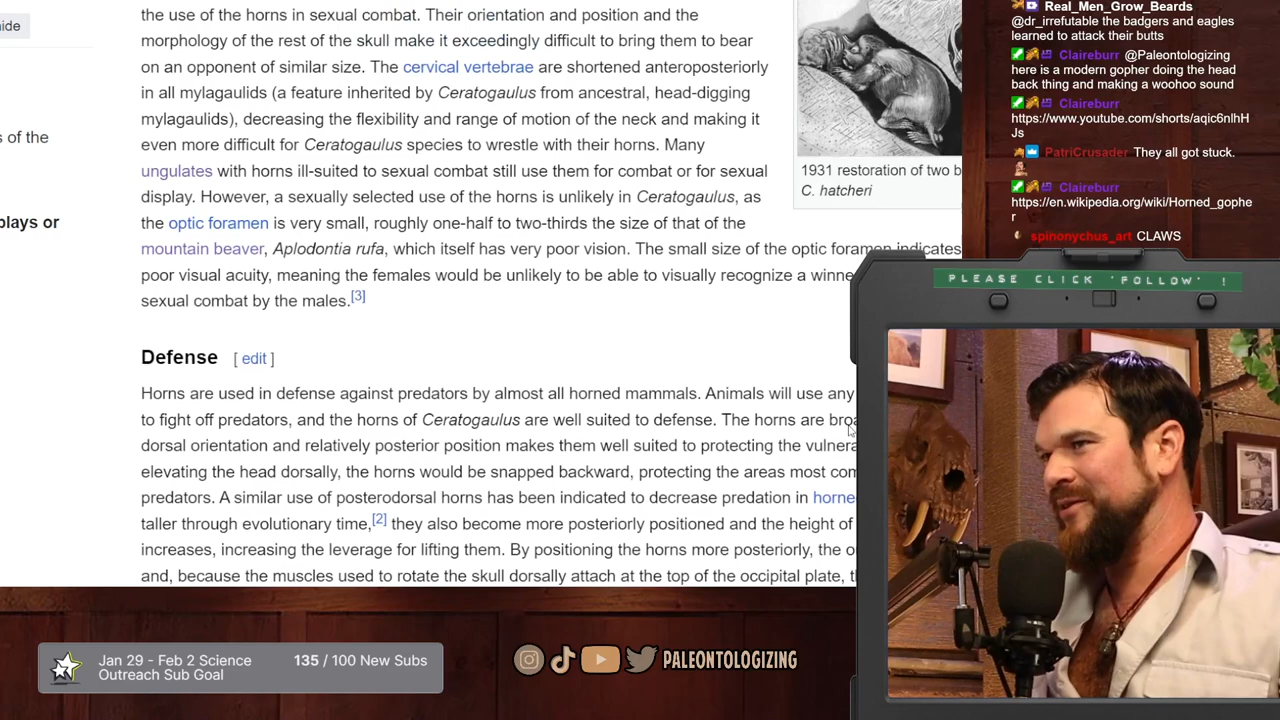 ide
the use of the horns in sexual combat. Their orientation and position and the
morphology of the rest of the skull make it exceedingly difficult to bring them to bear
on an opponent of similar size. The cervical vertebrae are shortened anteroposteriorly
in all mylagaulids (a feature inherited by Ceratogaulus from ancestral, head-digging
mylagaulids), decreasing the flexibility and range of motion of the neck and making it
even more difficult for Ceratogaulus species to wrestle with their horns. Many
ungulates with horns ill-suited to sexual combat still use them for combat or for sexual
display. However, a sexually selected use of the horns is unlikely in Ceratogaulus, as
the optic foramen is very small, roughly one-half to two-thirds the size of that of the
mountain beaver, Aplodontia rufa, which itself has very poor vision. The small size of the optic foramen indicates
poor visual acuity, meaning the females would be unlikely to be able to visually recognize a winne
sexual combat by the males.[3]
s of the
plays or
1931 restoration of two b
C. hatcheri
Defense [ edit ]
Horns are used in defense against predators by almost all horned mammals. Animals will use any
to fight off predators, and the horns of Ceratogaulus are well suited to defense. The horns are broa
dorsal orientation and relatively posterior position makes them well suited to protecting the vulnera
elevating the head dorsally, the horns would be snapped backward, protecting the areas most com
predators. A similar use of posterodorsal horns has been indicated to decrease predation in horne
taller through evolutionary time,[2] they also become more posteriorly positioned and the height of
increases, increasing the leverage for lifting them. By positioning the horns more posteriorly, the o
and, because the muscles used to rotate the skull dorsally attach at the top of the occipital plate, t
Real_Men_Grow_Beards
@dr_irrefutable the badgers and eagles
learned to attack their butts
Claireburr @Paleontologizing
here is a modern gopher doing the head
back thing and making a woohoo sound
Claireburr
https://www.youtube.com/shorts/aqic6nlhH
Js
PatriCrusader They all got stuck.
Claireburr
https://en.wikipedia.org/wiki/Horned_gophe
r
spinonychus_art CLAWS
PLEASE CLICK 'FOLLOW' !
Jan 29 - Feb 2 Science 135 / 100 New Subs
Outreach Sub Goal
PALEONTOLOGIZING